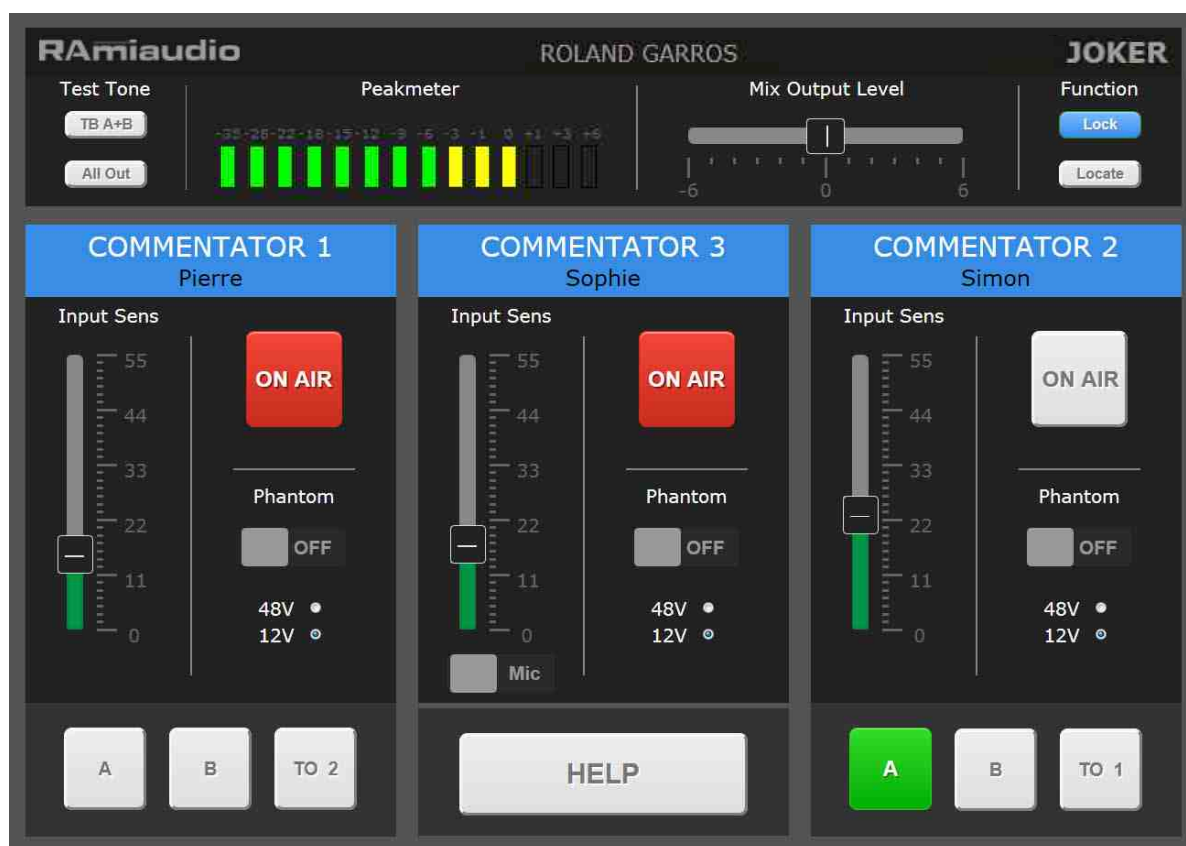 RAmiaudio ROLAND GARROS JOKER
Test Tone Peakmeter Mix Output Level Function
TB A+B
Lock
-35 -26 -22 -18 -15 -12 -9 -6 -3 -1 0 +1 +3 +6
All Out
Locate
-6 0 6
COMMENTATOR 1
Pierre
Input Sens
55
44
33
22
11
0
ON AIR
Phantom
OFF
48V
12V
A B TO 2
COMMENTATOR 3
Sophie
Input Sens
55
44
33
22
11
0
Mic
ON AIR
Phantom
OFF
48V
12V
HELP
COMMENTATOR 2
Simon
Input Sens
55
44
33
22
11
0
ON AIR
Phantom
OFF
48V
12V
A B TO 1